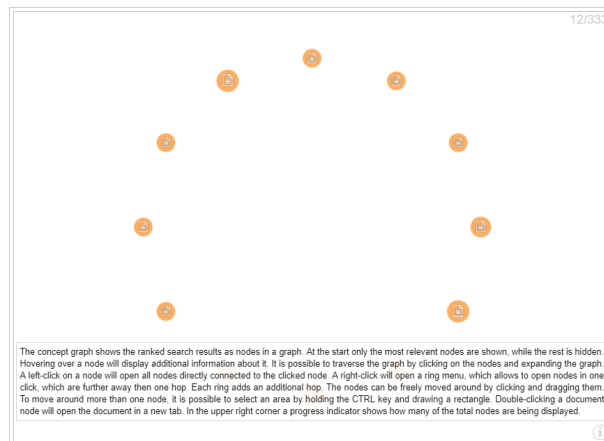 12/333
The concept graph shows the ranked search results as nodes in a graph. At the start only the most relevant nodes are shown, while the rest is hidden.
Hovering over a node will display additional information about it. It is possible to traverse the graph by clicking on the nodes and expanding the graph.
A left-click on a node will open all nodes directly connected to the clicked node. A right-click will open a ring menu, which allows to open nodes in one
click, which are further away then one hop. Each ring adds an additional hop. The nodes can be freely moved around by clicking and dragging them.
To move around more than one node, it is possible to select an area by holding the CTRL key and drawing a rectangle. Double-clicking a document
node will open the document in a new tab. In the upper right corner a progress indicator shows how many of the total nodes are being displayed.